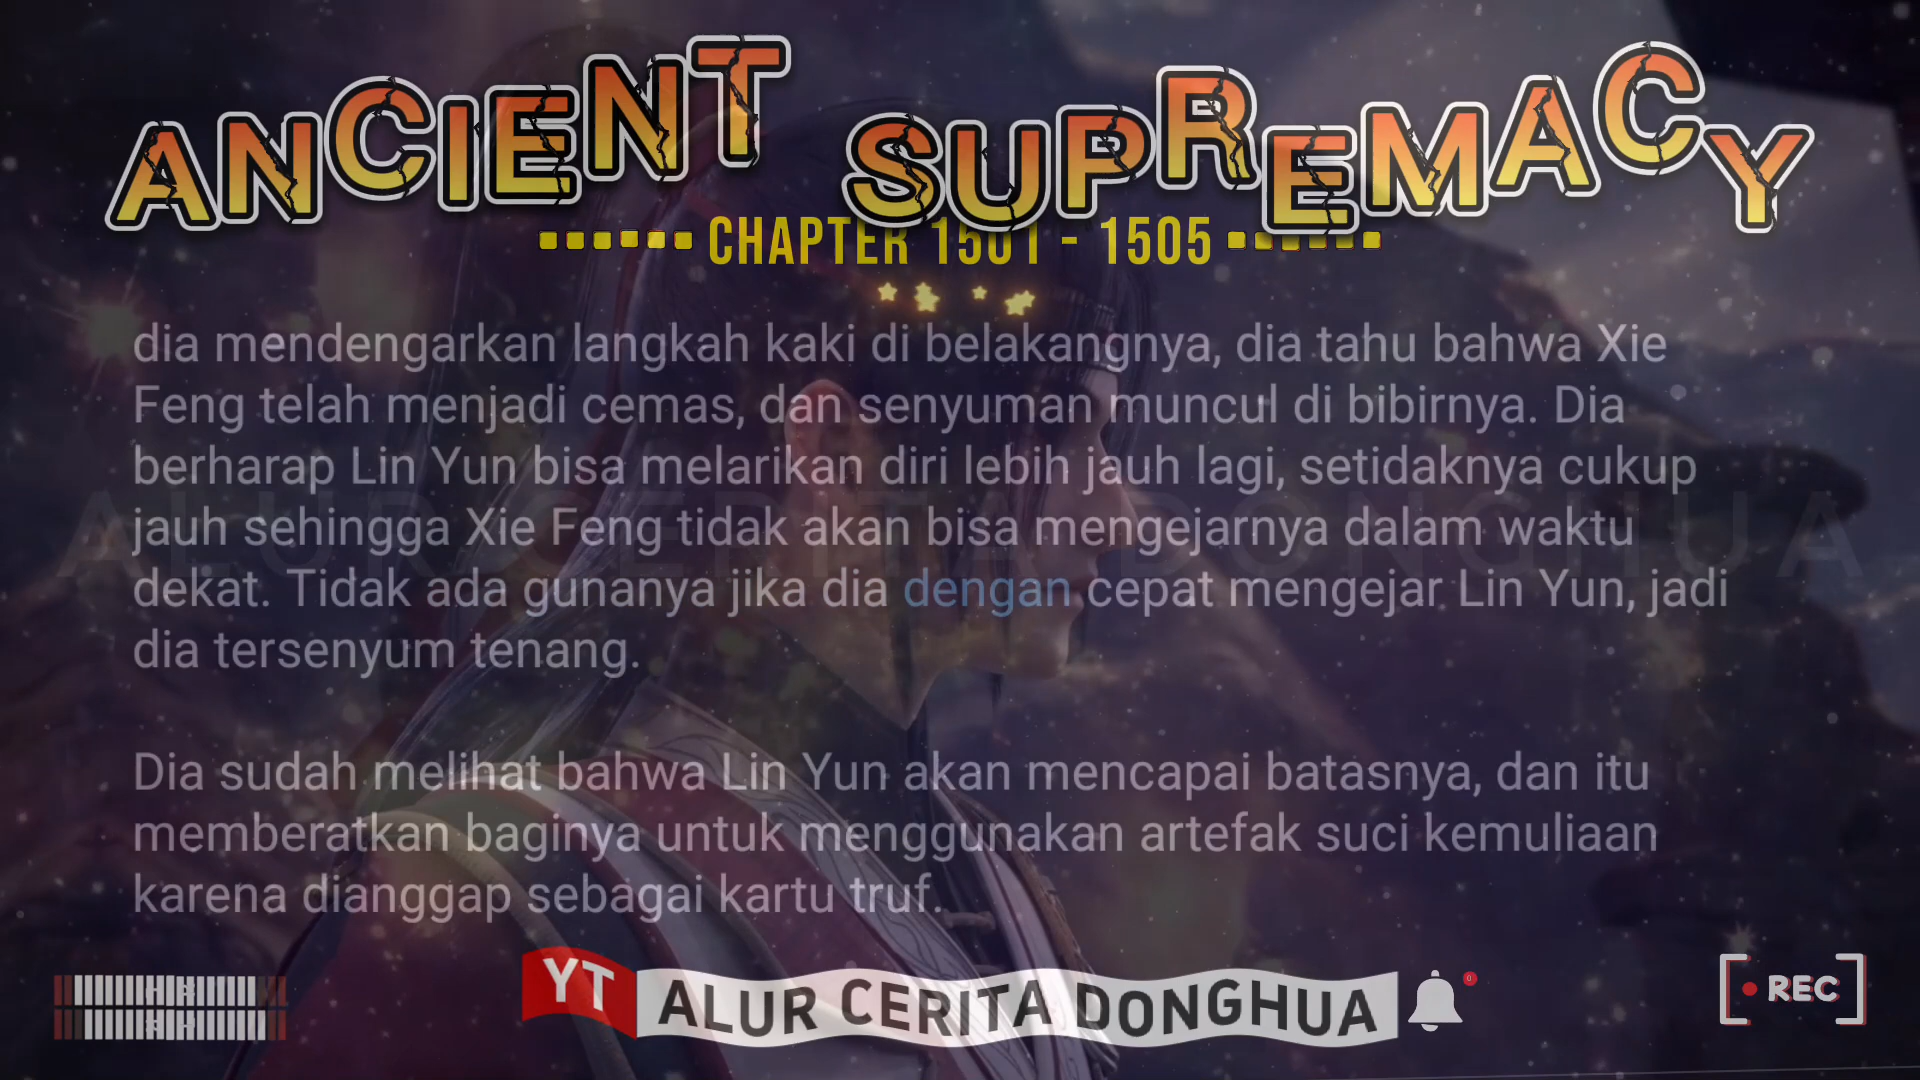 ANCIENT SUPREMACY
CHAPTER 1501 - 1505
dia mendengarkan langkah kaki di belakangnya, dia tahu bahwa Xie
Feng telah menjadi cemas, dan senyuman muncul di bibirnya. Dia
berharap Lin Yun bisa melarikan diri lebih jauh lagi, setidaknya cukup
jauh sehingga Xie Feng tidak akan bisa mengejarnya dalam waktu
dekat. Tidak ada gunanya jika dia dengan cepat mengejar Lin Yun, jadi
dia tersenyum tenang.
ALUR CERITA DONGHUA
Dia sudah melihat bahwa Lin Yun akan mencapai batasnya, dan itu
memberatkan baginya untuk menggunakan artefak suci kemuliaan
karena dianggap sebagai kartu truf.
YT ALUR CERITA DONGHUA
0
REC